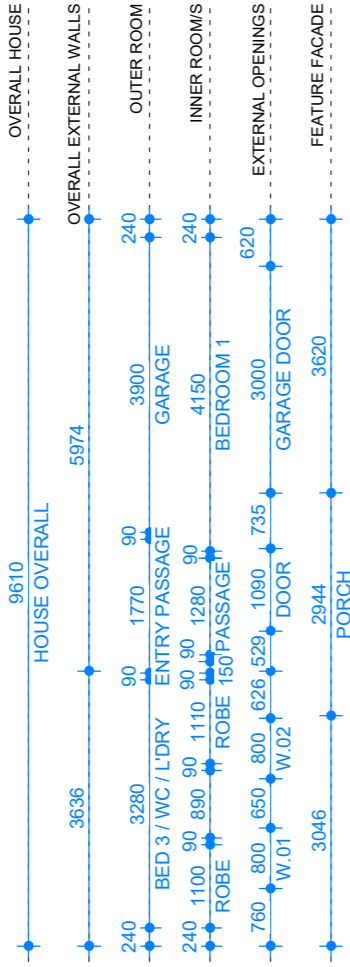 9610 OVERALL HOUSE
HOUSE OVERALL
3636 5974 OVERALL EXTERNAL WALLS
240 3280 90 1770 90 3900 240 OUTER ROOM
BED 3 / WC / L'DRY ENTRY PASSAGE GARAGE
240 1100 90 890 90 1110 90 90 1280 90 4150 240 INNER ROOM/S
ROBE ROBE 150 PASSAGE BEDROOM 1
760 800 650 800 626 529 1090 735 3000 620 EXTERNAL OPENINGS
W.01 W.02 DOOR GARAGE DOOR
3046 2944 3620 FEATURE FACADE
PORCH